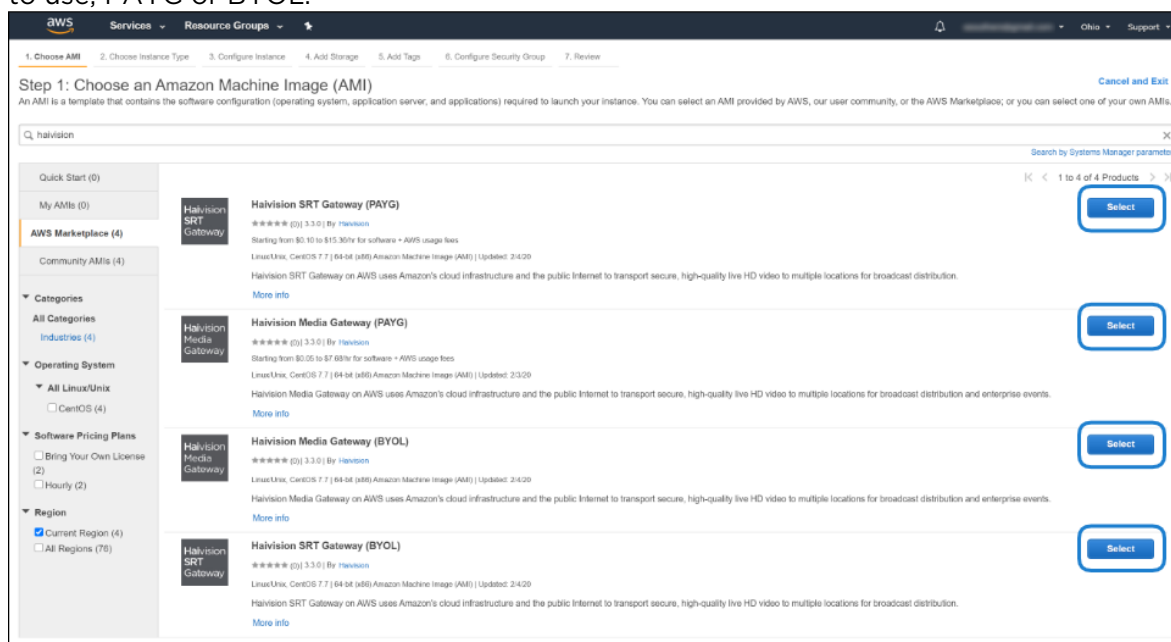 to use, PAYG or BYOL.
aws Services Resource Groups Ohio Support
1. Choose AMI 2. Choose Instance Type 3. Configure Instance 4. Add Storage 5. Add Tags 6. Configure Security Group 7. Review
Step 1: Choose an Amazon Machine Image (AMI)
Cancel and Exit
An AMI is a template that contains the software configuration (operating system, application server, and applications) required to launch your instance. You can select an AMI provided by AWS, our user community, or the AWS Marketplace; or you can select one of your own AMIs.
haivision
Search by Systems Manager parameter
Quick Start (0)
My AMIs (0)
AWS Marketplace (4)
Community AMIs (4)
Categories
All Categories
Industries (4)
Operating System
All Linux/Unix
CentOS (4)
Software Pricing Plans
Bring Your Own License
(2)
Hourly (2)
Region
Current Region (4)
All Regions (76)
1 to 4 of 4 Products
Haivision
SRT
Gateway
Haivision SRT Gateway (PAYG)
(0) | 3.3.0 | By Haivision
Starting from $0.10 to $15.36/hr for software + AWS usage fees
Linux/Unix, CentOS 7.7 | 64-bit (x86) Amazon Machine Image (AMI) | Updated: 2/4/20
Haivision SRT Gateway on AWS uses Amazon's cloud infrastructure and the public Internet to transport secure, high-quality live HD video to multiple locations for broadcast distribution.
More info
Select
Haivision
Media
Gateway
Haivision Media Gateway (PAYG)
(0) | 3.3.0 | By Haivision
Starting from $0.05 to $7.68/hr for software + AWS usage fees
Linux/Unix, CentOS 7.7 | 64-bit (x86) Amazon Machine Image (AMI) | Updated: 2/3/20
Haivision Media Gateway on AWS uses Amazon's cloud infrastructure and the public Internet to transport secure, high-quality live HD video to multiple locations for broadcast distribution and enterprise events.
More info
Select
Haivision
Media
Gateway
Haivision Media Gateway (BYOL)
(0) | 3.3.0 | By Haivision
Linux/Unix, CentOS 7.7 | 64-bit (x86) Amazon Machine Image (AMI) | Updated: 2/4/20
Haivision Media Gateway on AWS uses Amazon's cloud infrastructure and the public Internet to transport secure, high-quality live HD video to multiple locations for broadcast distribution and enterprise events.
More info
Select
Haivision
SRT
Gateway
Haivision SRT Gateway (BYOL)
(0) | 3.3.0 | By Haivision
Linux/Unix, CentOS 7.7 | 64-bit (x86) Amazon Machine Image (AMI) | Updated: 2/4/20
Haivision SRT Gateway on AWS uses Amazon's cloud infrastructure and the public Internet to transport secure, high-quality live HD video to multiple locations for broadcast distribution.
More info
Select